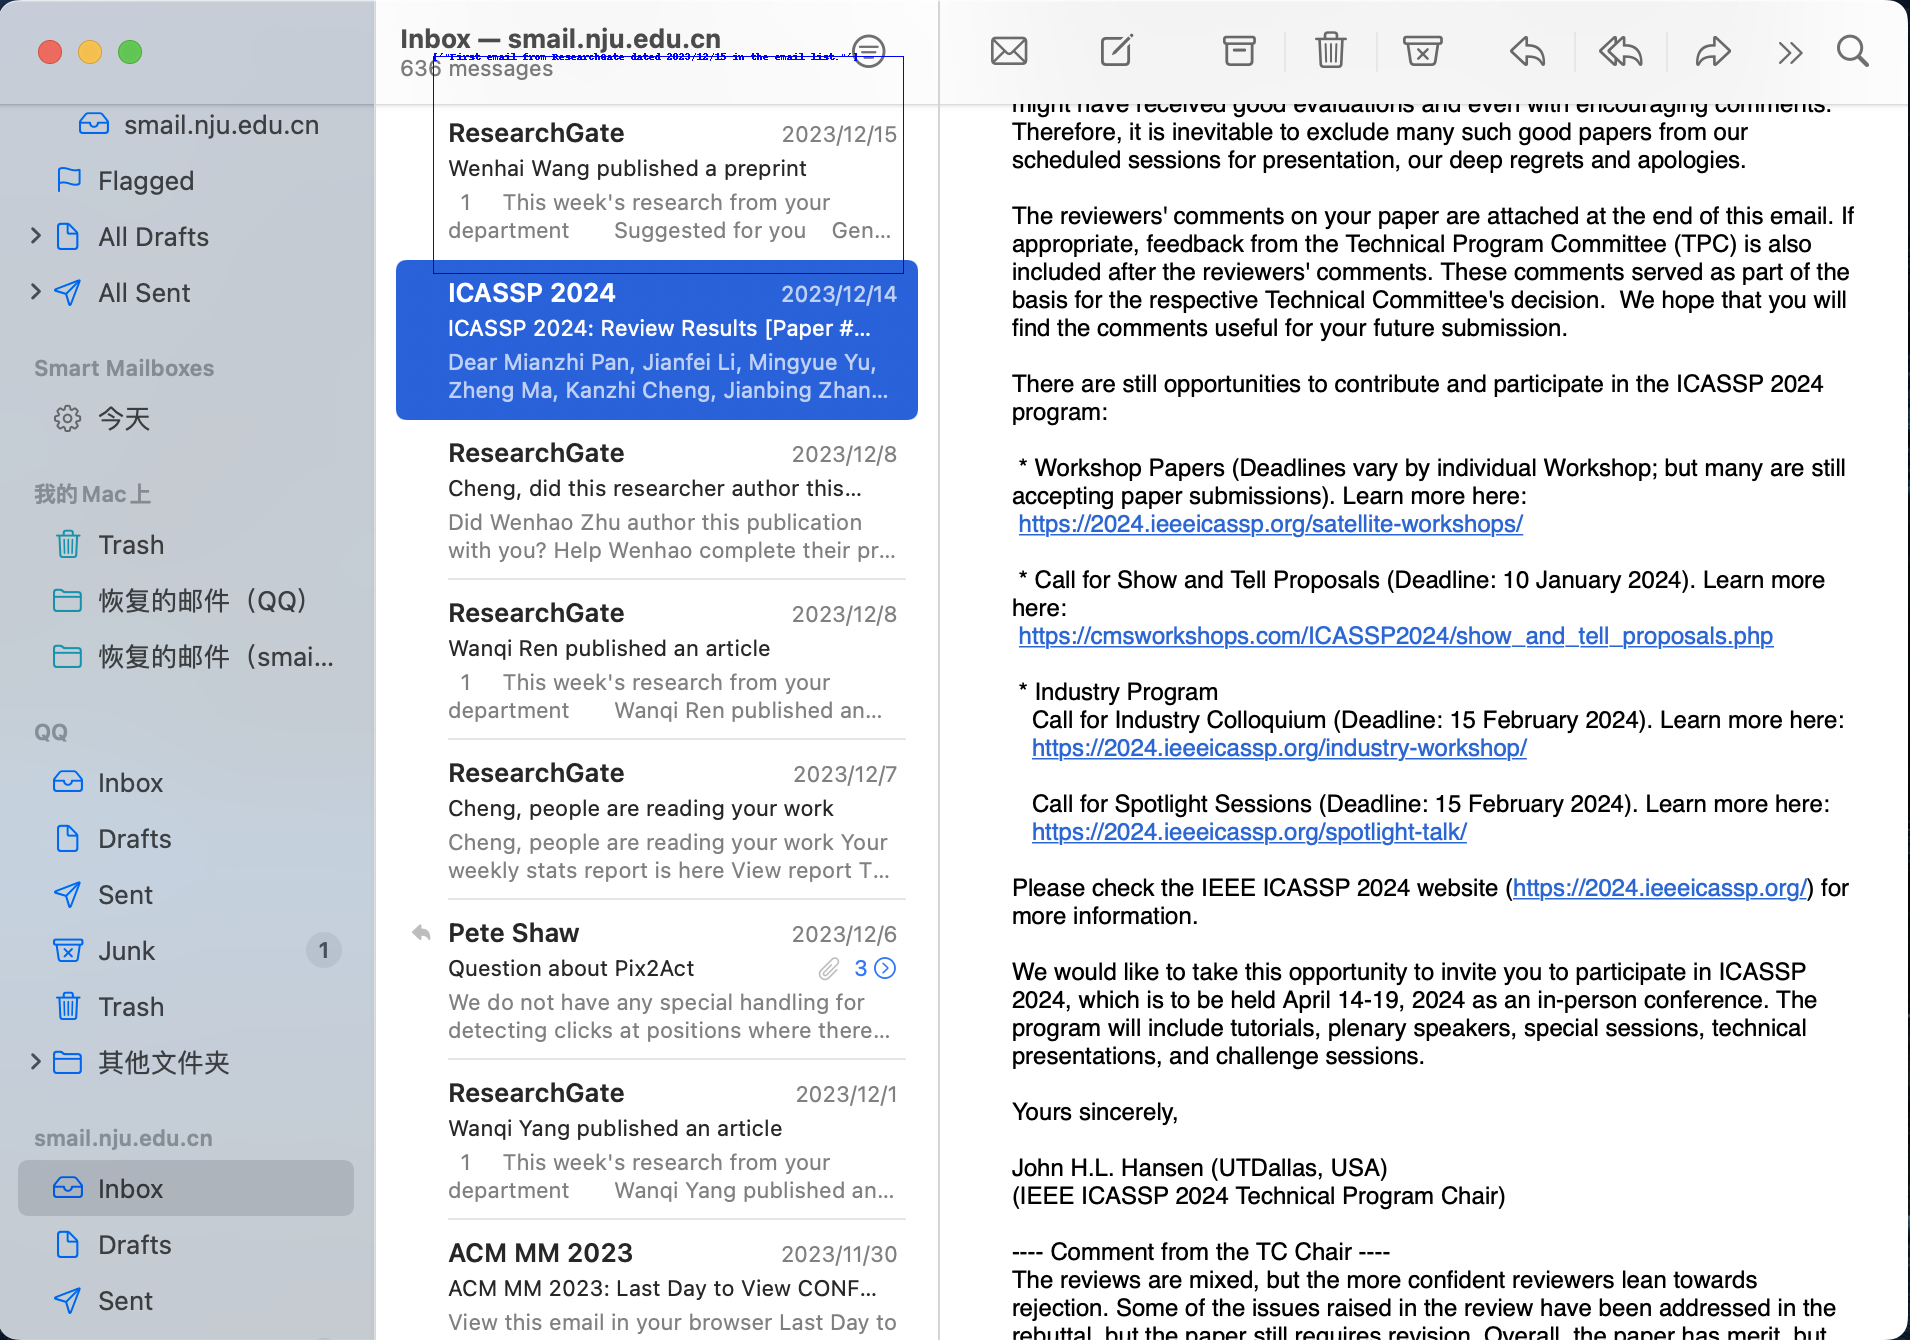 smail.nju.edu.cn
Flagged
All Drafts
All Sent
Smart Mailboxes
今天
我的 Mac 上
Trash
恢复的邮件（QQ）
恢复的邮件（smai...
QQ
Inbox
Drafts
Sent
Junk 1
Trash
其他文件夹
smail.nju.edu.cn
Inbox
Drafts
Sent
Inbox — smail.nju.edu.cn
["First email from ResearchGate dated 2023/12/15 in the email list."]
636 messages
ResearchGate 2023/12/15
Wenhai Wang published a preprint
1 This week's research from your
department Suggested for you Gen...
ICASSP 2024 2023/12/14
ICASSP 2024: Review Results [Paper #...
Dear Mianzhi Pan, Jianfei Li, Mingyue Yu,
Zheng Ma, Kanzhi Cheng, Jianbing Zhan...
ResearchGate 2023/12/8
Cheng, did this researcher author this...
Did Wenhao Zhu author this publication
with you? Help Wenhao complete their pr...
ResearchGate 2023/12/8
Wanqi Ren published an article
1 This week's research from your
department Wanqi Ren published an...
ResearchGate 2023/12/7
Cheng, people are reading your work
Cheng, people are reading your work Your
weekly stats report is here View report T...
Pete Shaw 2023/12/6
Question about Pix2Act 3
We do not have any special handling for
detecting clicks at positions where there...
ResearchGate 2023/12/1
Wanqi Yang published an article
1 This week's research from your
department Wanqi Yang published an...
ACM MM 2023 2023/11/30
ACM MM 2023: Last Day to View CONF...
View this email in your browser Last Day to
might have received good evaluations and even with encouraging comments.
Therefore, it is inevitable to exclude many such good papers from our
scheduled sessions for presentation, our deep regrets and apologies.
The reviewers' comments on your paper are attached at the end of this email. If
appropriate, feedback from the Technical Program Committee (TPC) is also
included after the reviewers' comments. These comments served as part of the
basis for the respective Technical Committee's decision.  We hope that you will
find the comments useful for your future submission.
There are still opportunities to contribute and participate in the ICASSP 2024
program:
* Workshop Papers (Deadlines vary by individual Workshop; but many are still
accepting paper submissions). Learn more here:
https://2024.ieeeicassp.org/satellite-workshops/
* Call for Show and Tell Proposals (Deadline: 10 January 2024). Learn more
here:
https://cmsworkshops.com/ICASSP2024/show_and_tell_proposals.php
* Industry Program
Call for Industry Colloquium (Deadline: 15 February 2024). Learn more here:
https://2024.ieeeicassp.org/industry-workshop/
Call for Spotlight Sessions (Deadline: 15 February 2024). Learn more here:
https://2024.ieeeicassp.org/spotlight-talk/
Please check the IEEE ICASSP 2024 website (https://2024.ieeeicassp.org/) for
more information.
We would like to take this opportunity to invite you to participate in ICASSP
2024, which is to be held April 14-19, 2024 as an in-person conference. The
program will include tutorials, plenary speakers, special sessions, technical
presentations, and challenge sessions.
Yours sincerely,
John H.L. Hansen (UTDallas, USA)
(IEEE ICASSP 2024 Technical Program Chair)
---- Comment from the TC Chair ----
The reviews are mixed, but the more confident reviewers lean towards
rejection. Some of the issues raised in the review have been addressed in the
rebuttal, but the paper still requires revision. Overall, the paper has merit, but